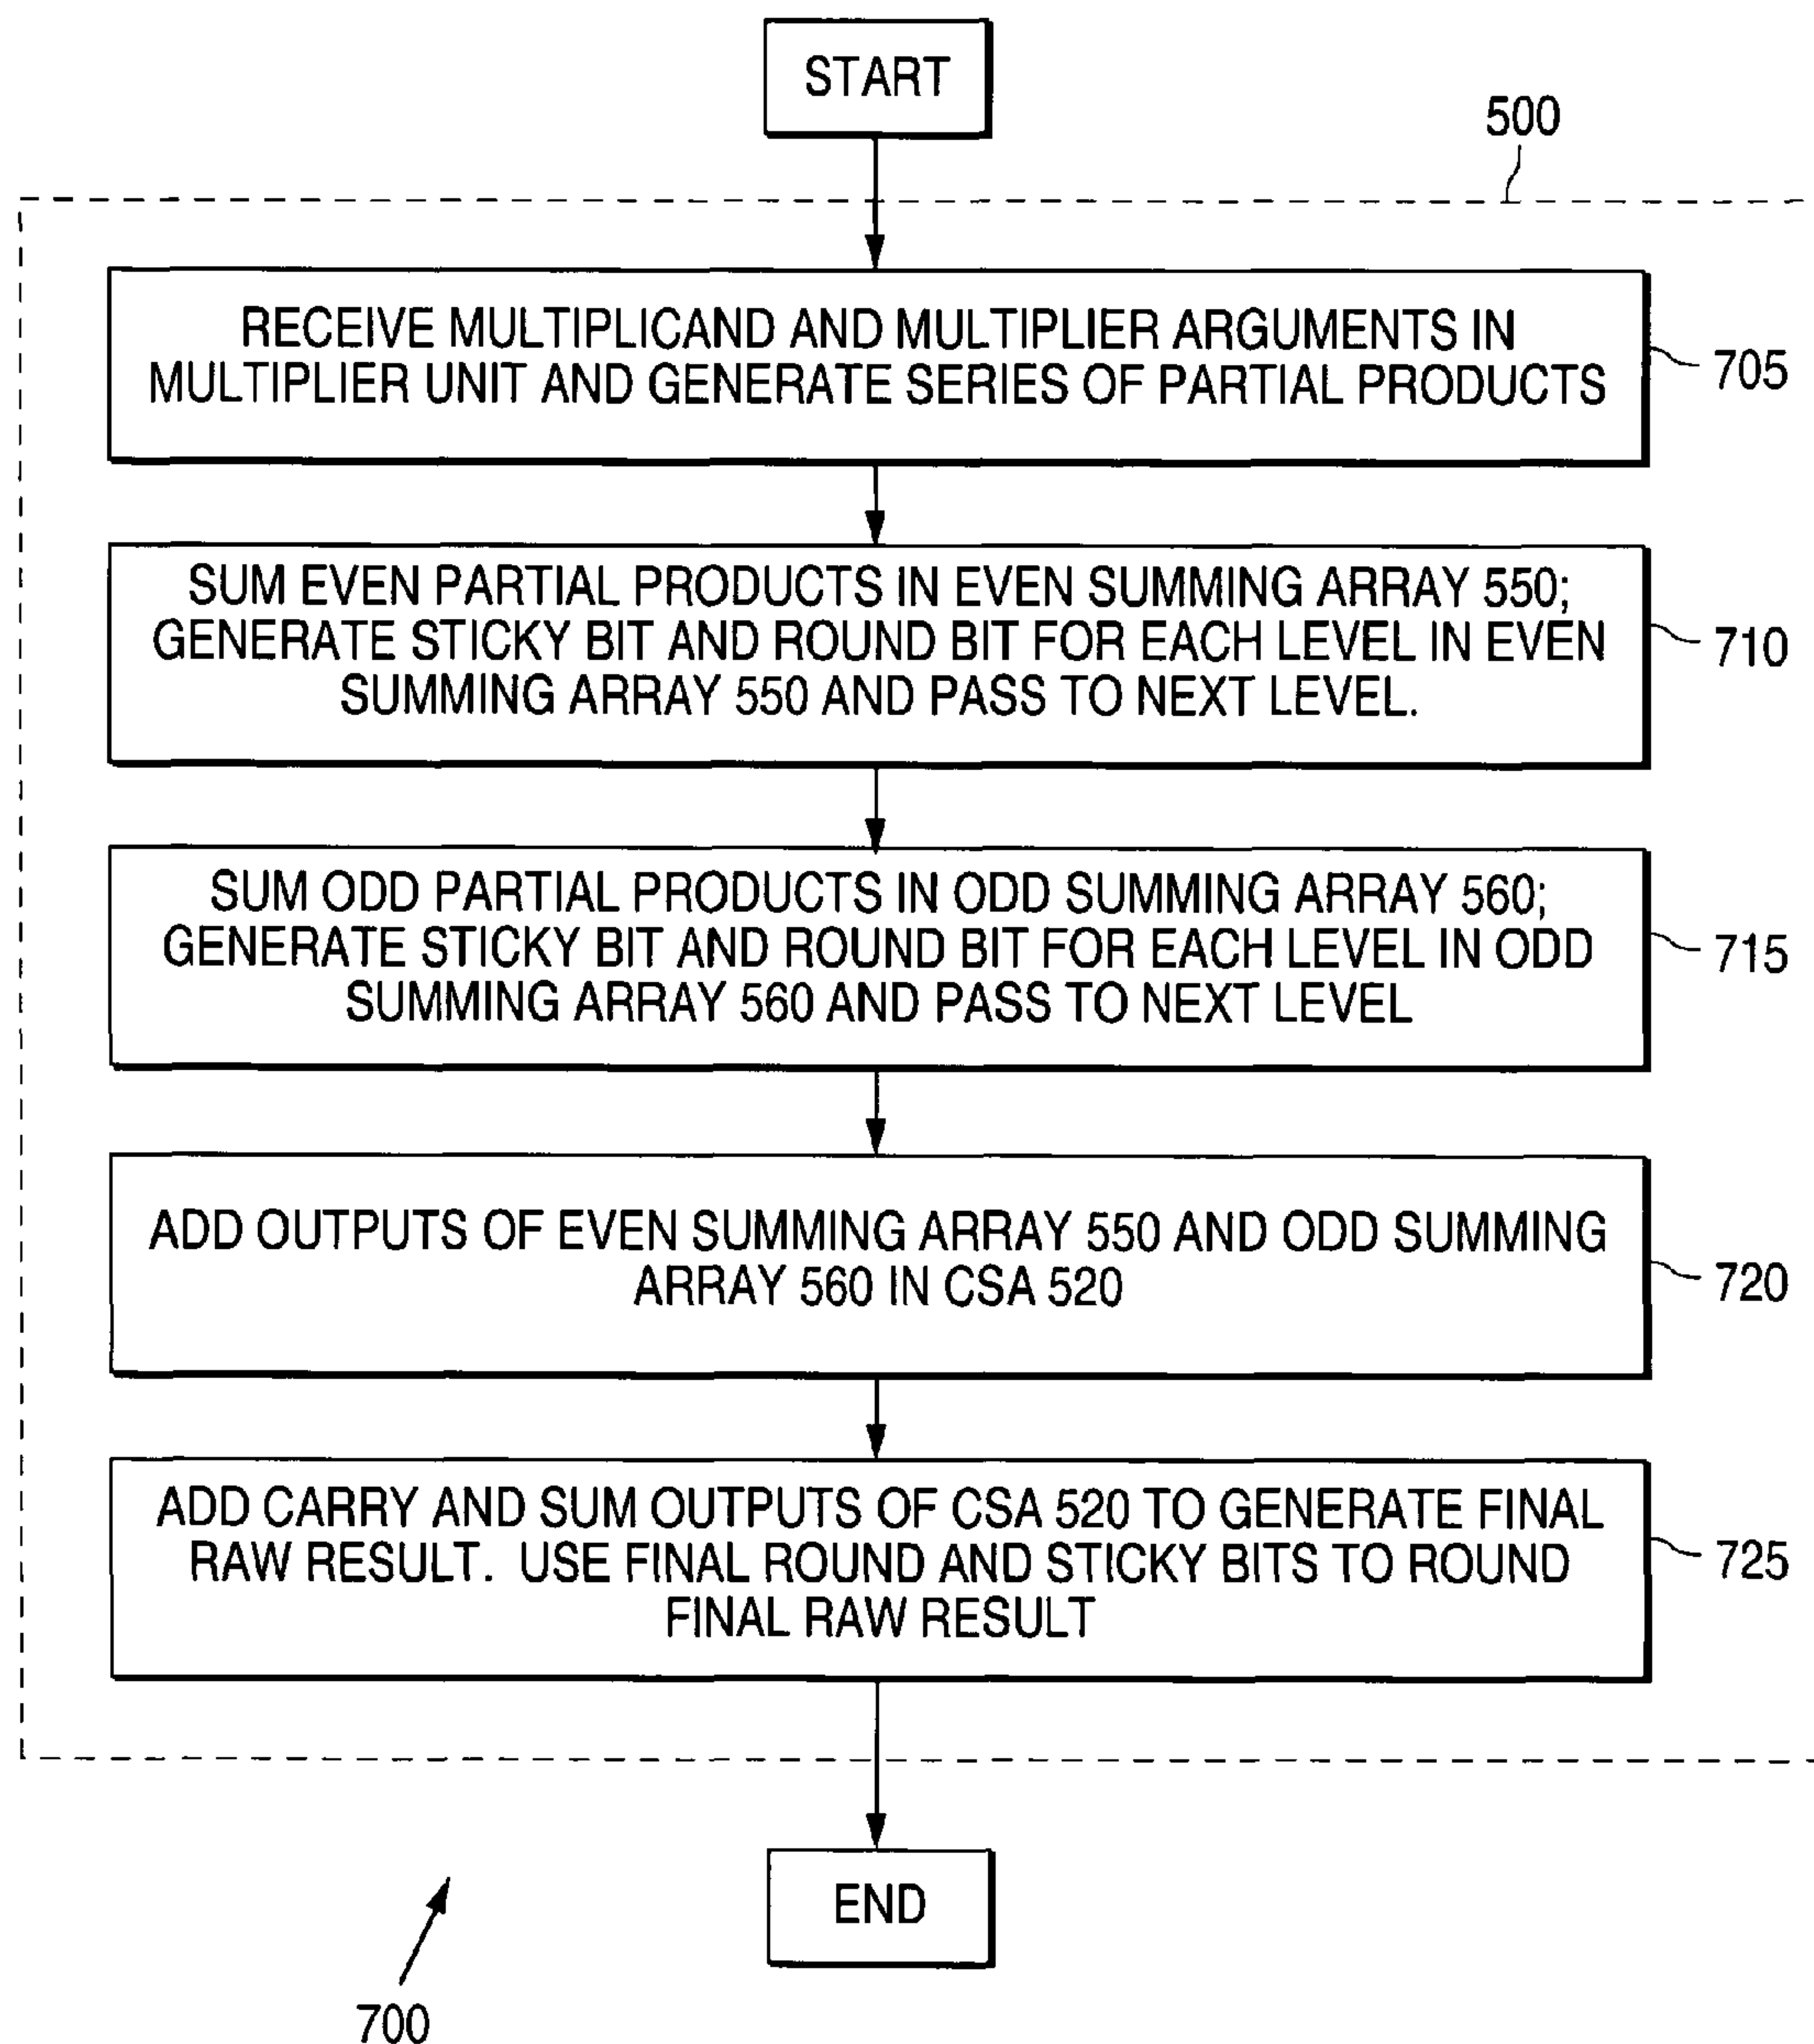 START
500
RECEIVE MULTIPLICAND AND MULTIPLIER ARGUMENTS IN
MULTIPLIER UNIT AND GENERATE SERIES OF PARTIAL PRODUCTS
705
SUM EVEN PARTIAL PRODUCTS IN EVEN SUMMING ARRAY 550;
GENERATE STICKY BIT AND ROUND BIT FOR EACH LEVEL IN EVEN
SUMMING ARRAY 550 AND PASS TO NEXT LEVEL.
710
SUM ODD PARTIAL PRODUCTS IN ODD SUMMING ARRAY 560;
GENERATE STICKY BIT AND ROUND BIT FOR EACH LEVEL IN ODD
SUMMING ARRAY 560 AND PASS TO NEXT LEVEL
715
ADD OUTPUTS OF EVEN SUMMING ARRAY 550 AND ODD SUMMING
ARRAY 560 IN CSA 520
720
ADD CARRY AND SUM OUTPUTS OF CSA 520 TO GENERATE FINAL
RAW RESULT. USE FINAL ROUND AND STICKY BITS TO ROUND
FINAL RAW RESULT
725
END
700